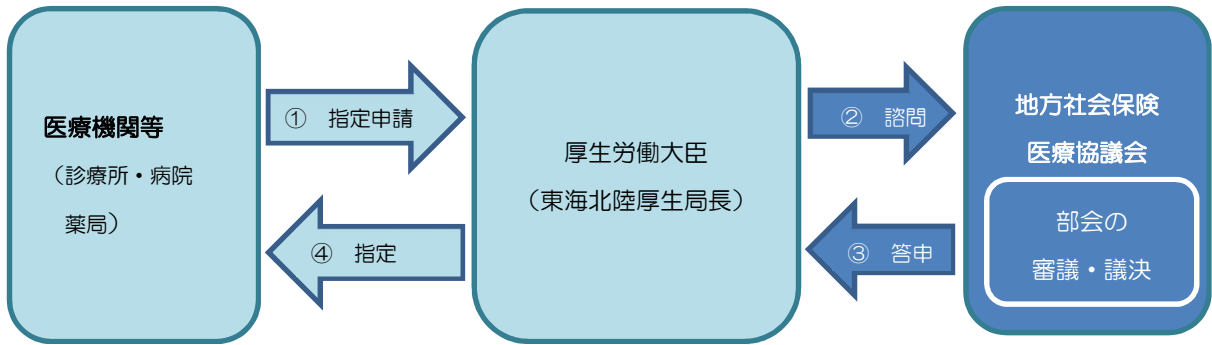 医療機関等
（診療所・病院
薬局）
① 指定申請
④ 指定
厚生労働大臣
（東海北陸厚生局長）
② 諮問
③ 答申
地方社会保険
医療協議会
部会の
審議・議決